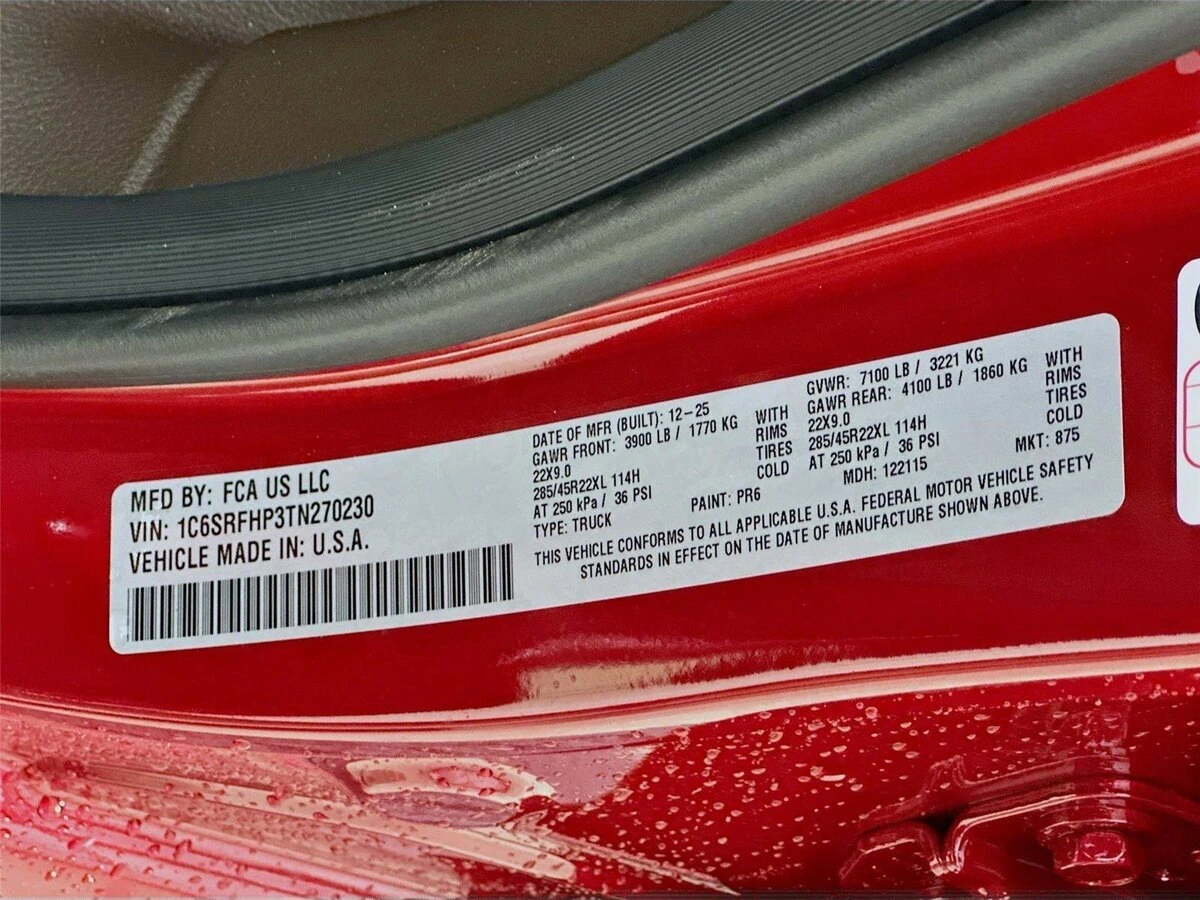 MFD BY: FCA US LLC
VIN: 1C6SRFHP3TN270230
VEHICLE MADE IN: U.S.A.
DATE OF MFR (BUILT): 12-25
GAWR FRONT: 3900 LB / 1770 KG WITH
22X9.0 RIMS
285/45R22XL 114H TIRES
AT 250 kPa / 36 PSI COLD
TYPE: TRUCK
PAINT: PR6
GVWR: 7100 LB / 3221 KG
GAWR REAR: 4100 LB / 1860 KG WITH
22X9.0 RIMS
285/45R22XL 114H TIRES
AT 250 kPa / 36 PSI COLD
MDH: 122115 MKT: 875
THIS VEHICLE CONFORMS TO ALL APPLICABLE U.S.A. FEDERAL MOTOR VEHICLE SAFETY
STANDARDS IN EFFECT ON THE DATE OF MANUFACTURE SHOWN ABOVE.